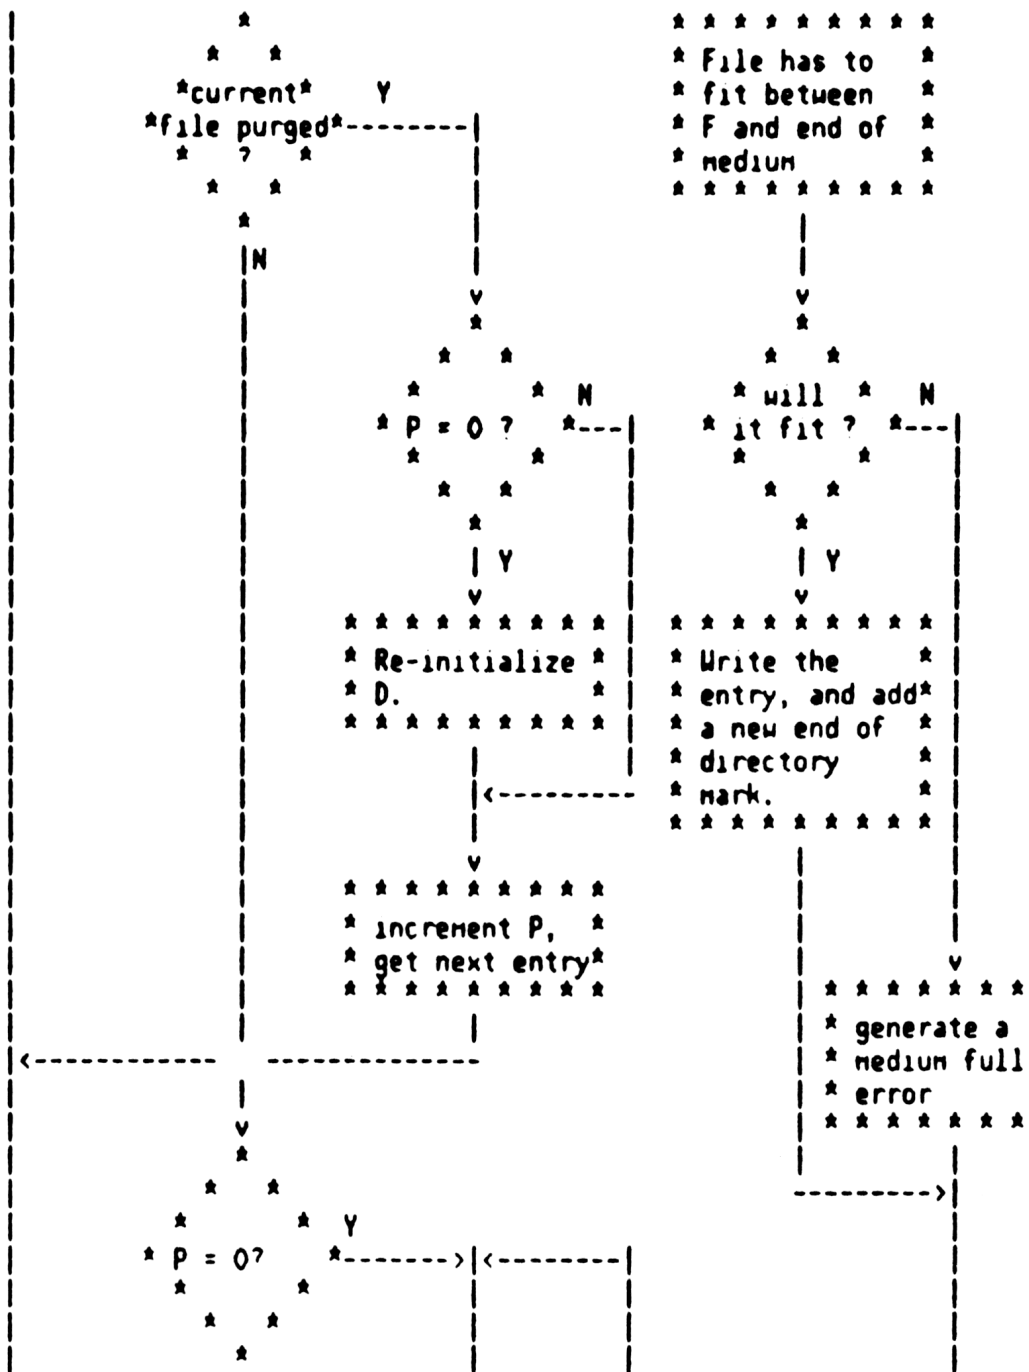 current
file purged
?
Y
N
P = 0 ?
N
Y
Re-initialize
D.
increment P,
get next entry
P = 0?
Y
File has to
fit between
F and end of
medium
will
it fit ?
N
Y
Write the
entry, and add
a new end of
directory
mark.
generate a
medium full
error